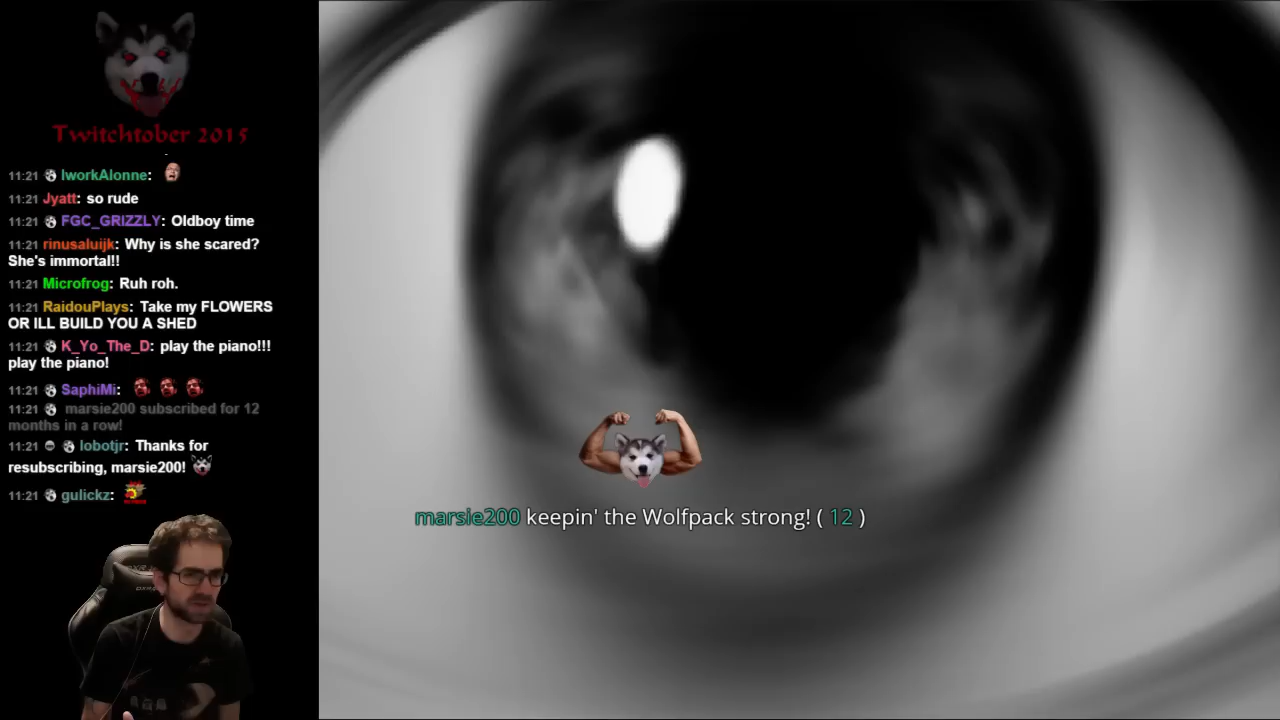 Twitchtober 2015
11:21 IworkAlonne:
11:21 Jyatt: so rude
11:21 FGC_GRIZZLY: Oldboy time
11:21 rinusaluijk: Why is she scared?
She's immortal!!
11:21 Microfrog: Ruh roh.
11:21 RaidouPlays: Take my FLOWERS
OR ILL BUILD YOU A SHED
11:21 K_Yo_The_D: play the piano!!!
play the piano!
11:21 SaphiMi:
11:21 marsie200 subscribed for 12
months in a row!
11:21 lobotjr: Thanks for
resubscribing, marsie200!
11:21 gulickz:
marsie200 keepin' the Wolfpack strong! ( 12 )